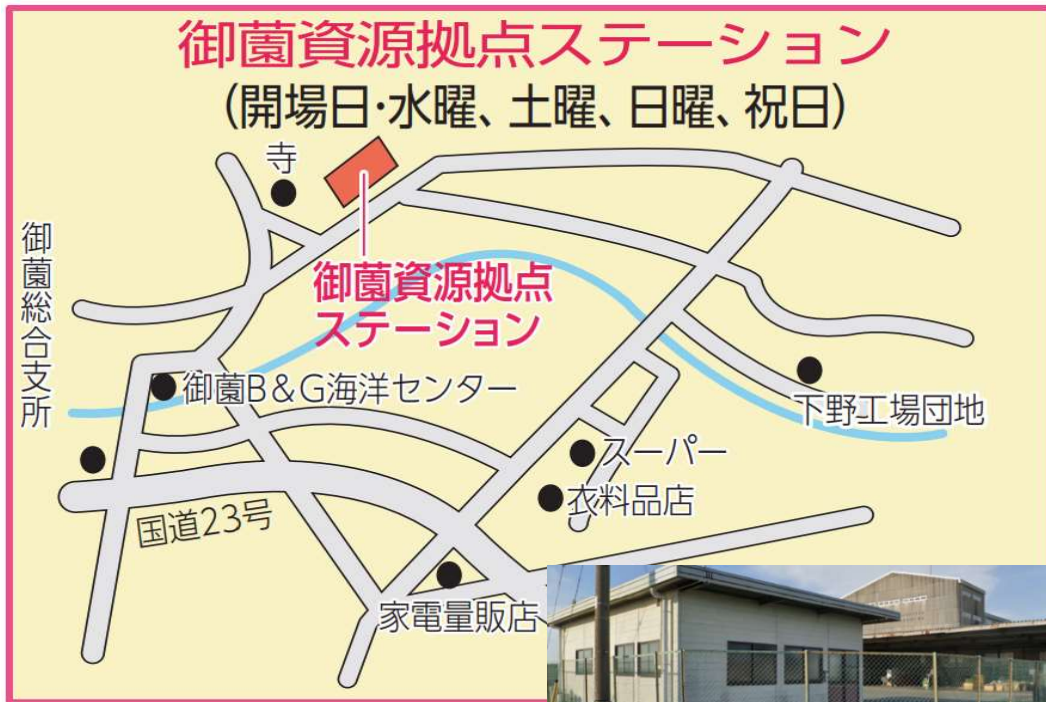 御薗資源拠点ステーション
(開場日･水曜、土曜、日曜、祝日)
寺
御薗資源拠点
ステーション
御薗総合支所
御薗B&G海洋センター
下野工場団地
スーパー
衣料品店
国道23号
家電量販店